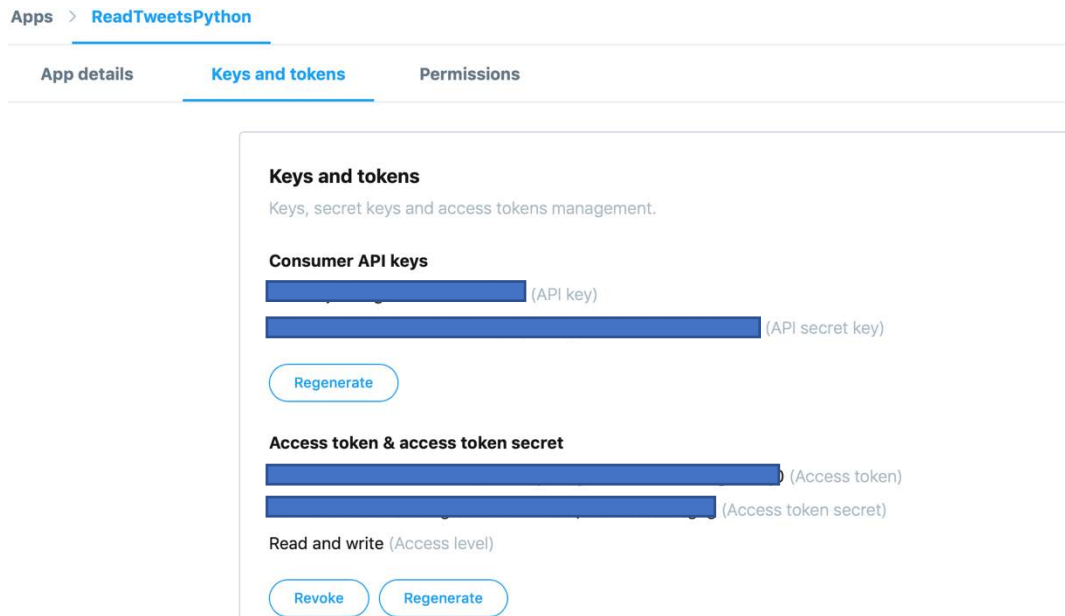 Apps > ReadTweetsPython
App details Keys and tokens Permissions
Keys and tokens
Keys, secret keys and access tokens management.
Consumer API keys
(API key)
(API secret key)
Regenerate
Access token & access token secret
(Access token)
(Access token secret)
Read and write (Access level)
Revoke Regenerate